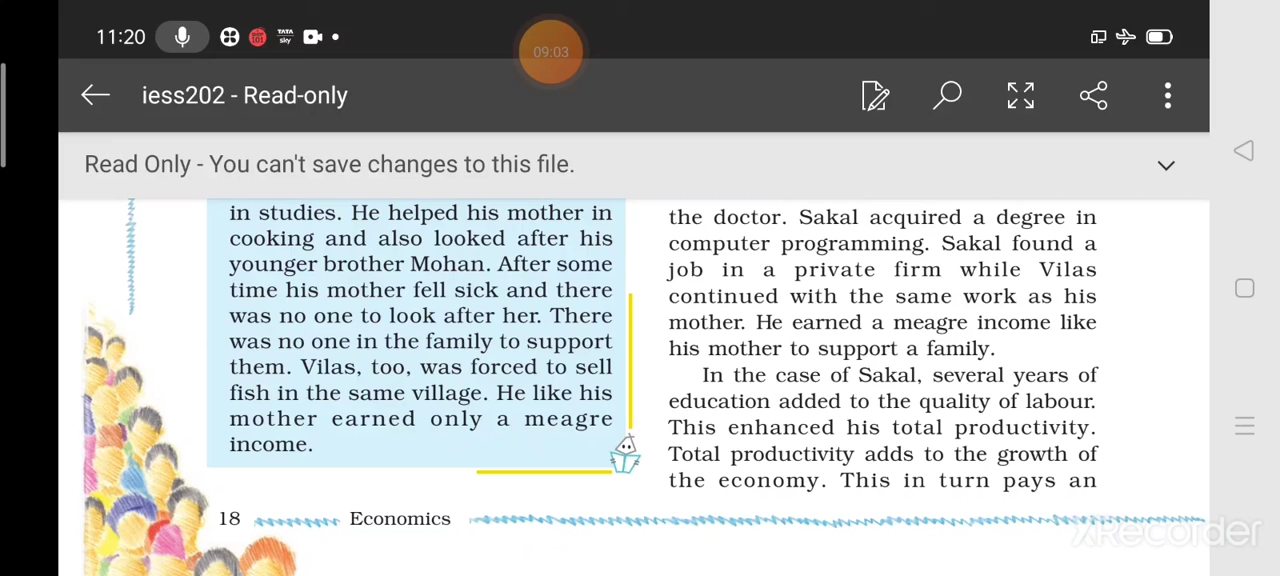 11:20
TATA
sky
09:03
iess202 - Read-only
Read Only - You can't save changes to this file.
in studies. He helped his mother in
cooking and also looked after his
younger brother Mohan. After some
time his mother fell sick and there
was no one to look after her. There
was no one in the family to support
them. Vilas, too, was forced to sell
fish in the same village. He like his
mother earned only a meagre
income.
the doctor. Sakal acquired a degree in
computer programming. Sakal found a
job in a private firm while Vilas
continued with the same work as his
mother. He earned a meagre income like
his mother to support a family.
In the case of Sakal, several years of
education added to the quality of labour.
This enhanced his total productivity.
Total productivity adds to the growth of
the economy. This in turn pays an
18
Economics
XRecorder